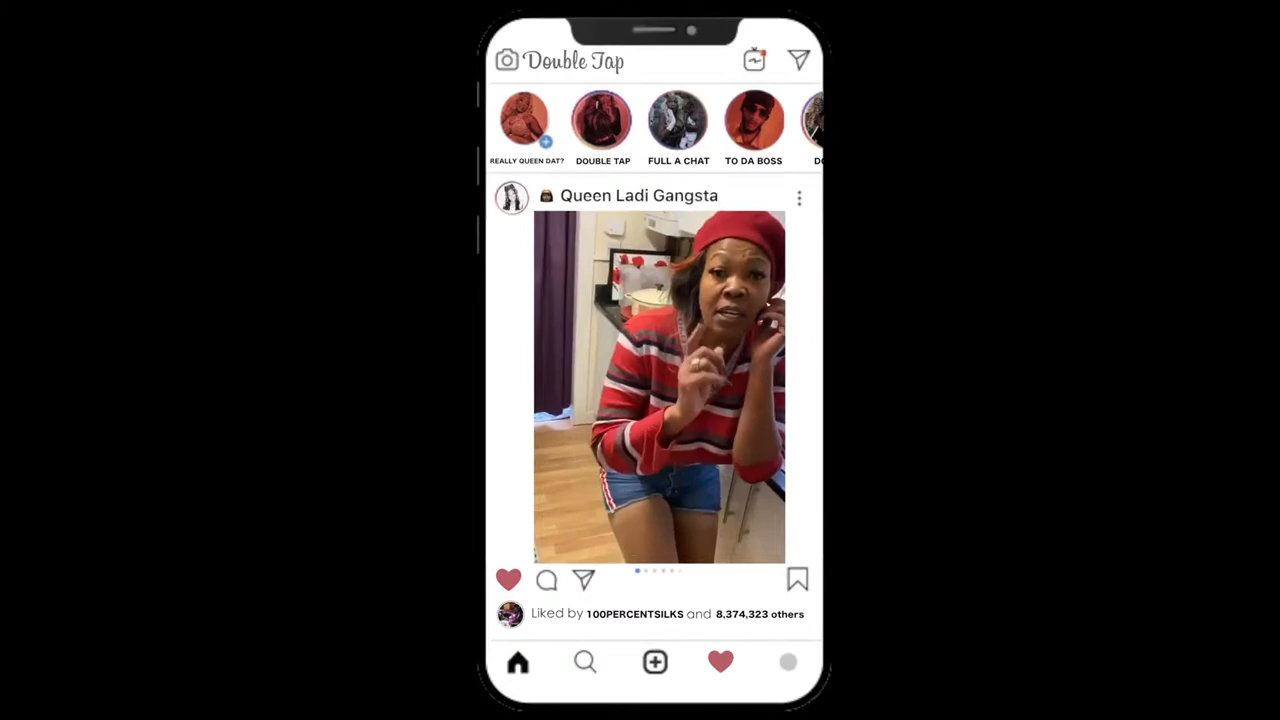 Double Tap
REALLY QUEEN DAT?
DOUBLE TAP
FULL A CHAT
TO DA BOSS
Queen Ladi Gangsta
Liked by 100PERCENTSILKS and 8,374,323 others